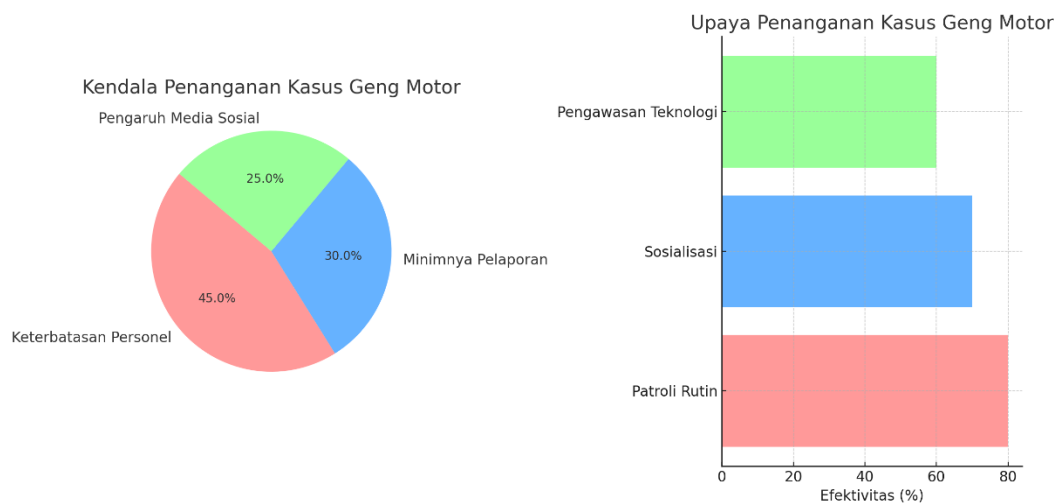 Kendala Penanganan Kasus Geng Motor
Pengaruh Media Sosial
25.0%
30.0%
Minimnya Pelaporan
45.0%
Keterbatasan Personel
Upaya Penanganan Kasus Geng Motor
Pengawasan Teknologi
Sosialisasi
Patroli Rutin
0 20 40 60 80
Efektivitas (%)